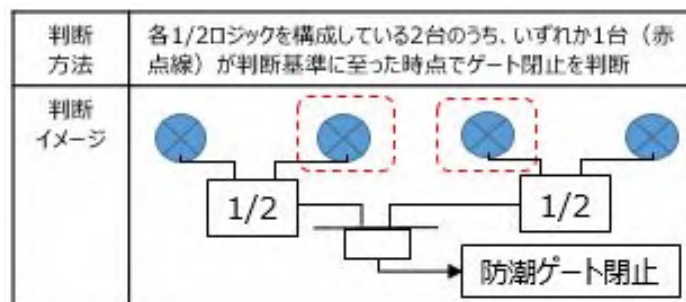 判断
方法
各1/2ロジックを構成している2台のうち、いずれか1台（赤
点線）が判断基準に至った時点でゲート閉止を判断
判断
イメージ
1/2
1/2
防潮ゲート閉止